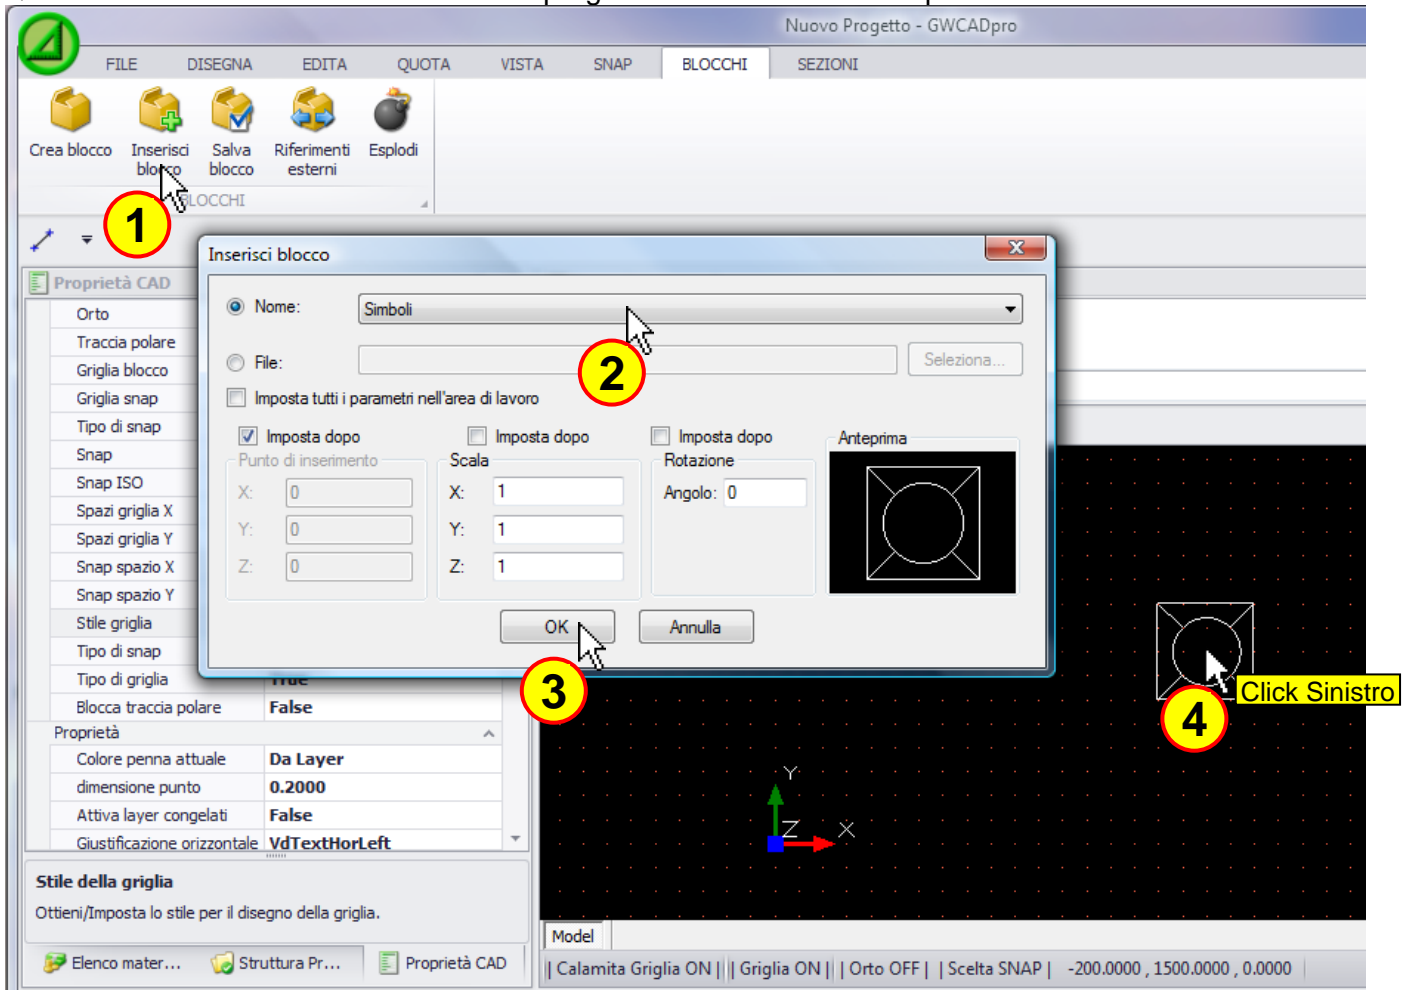 Nuovo Progetto - GWCADpro
FILE DISEGNA EDITA QUOTA VISTA SNAP BLOCCHI SEZIONI
Crea blocco Inserisci blocco Salva blocco Riferimenti esterni Esplodi
BLOCCHI
1
Inserisci blocco
Proprietà CAD
Nome: Simboli
2
File: Seleziona...
Imposta tutti i parametri nell'area di lavoro
Imposta dopo Imposta dopo Imposta dopo Anteprima
Punto di inserimento Scala Rotazione
X: 0 X: 1 Angolo: 0
Y: 0 Y: 1
Z: 0 Z: 1
OK Annulla
3
Orto
Traccia polare
Griglia blocco
Griglia snap
Tipo di snap
Snap
Snap ISO
Spazi griglia X
Spazi griglia Y
Snap spazio X
Snap spazio Y
Stile griglia
Tipo di snap
Tipo di griglia True
Blocca traccia polare False
Proprietà
Colore penna attuale Da Layer
dimensione punto 0.2000
Attiva layer congelati False
Giustificazione orizzontale VdTextHorLeft
Stile della griglia
Ottieni/Imposta lo stile per il disegno della griglia.
Elenco mater... Struttura Pr... Proprietà CAD
Click Sinistro
4
Y
Z X
Model
| Calamita Griglia ON | | Griglia ON | | Orto OFF | | Scelta SNAP | -200.0000 , 1500.0000 , 0.0000